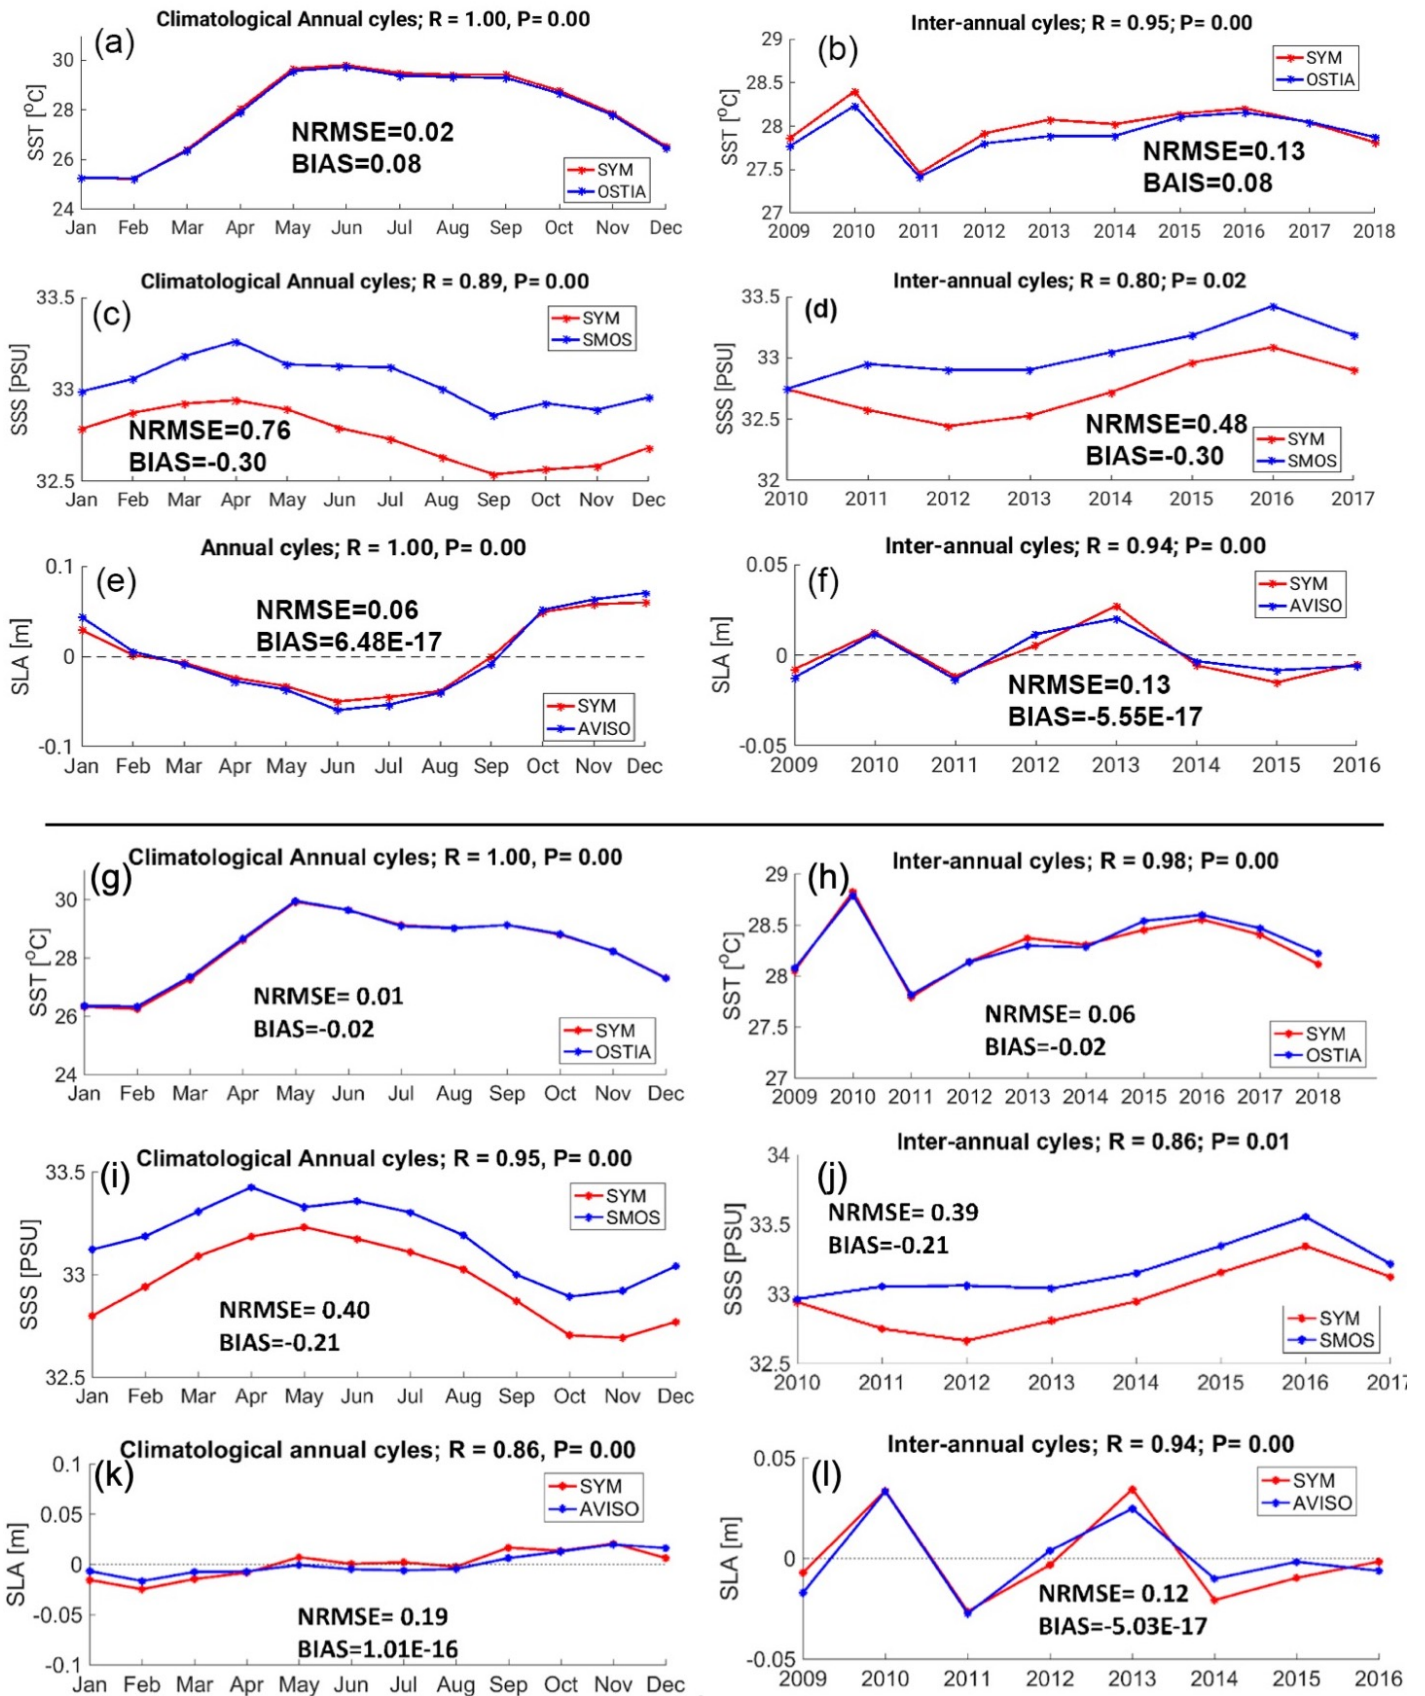 Climatological Annual cyles; R = 1.00, P= 0.00
(a)
SST [⁰C]
30
28
26
24
NRMSE=0.02
BIAS=0.08
SYM
OSTIA
Jan Feb Mar Apr May Jun Jul Aug Sep Oct Nov Dec
Inter-annual cyles; R = 0.95; P= 0.00
(b)
SST [⁰C]
29
28.5
28
27.5
27
SYM
OSTIA
NRMSE=0.13
BAIS=0.08
2009 2010 2011 2012 2013 2014 2015 2016 2017 2018
Climatological Annual cyles; R = 0.89, P= 0.00
(c)
SSS [PSU]
33.5
33
32.5
SYM
SMOS
NRMSE=0.76
BIAS=-0.30
Jan Feb Mar Apr May Jun Jul Aug Sep Oct Nov Dec
Inter-annual cyles; R = 0.80; P= 0.02
(d)
SSS [PSU]
33.5
33
32.5
32
NRMSE=0.48
BIAS=-0.30
SYM
SMOS
2010 2011 2012 2013 2014 2015 2016 2017
Annual cyles; R = 1.00, P= 0.00
(e)
SLA [m]
0.1
0
-0.1
NRMSE=0.06
BIAS=6.48E-17
SYM
AVISO
Jan Feb Mar Apr May Jun Jul Aug Sep Oct Nov Dec
Inter-annual cyles; R = 0.94; P= 0.00
(f)
SLA [m]
0.05
0
-0.05
SYM
AVISO
NRMSE=0.13
BIAS=-5.55E-17
2009 2010 2011 2012 2013 2014 2015 2016
Climatological Annual cyles; R = 1.00, P= 0.00
(g)
SST [⁰C]
30
28
26
24
NRMSE= 0.01
BIAS=-0.02
SYM
OSTIA
Jan Feb Mar Apr May Jun Jul Aug Sep Oct Nov Dec
Inter-annual cyles; R = 0.98; P= 0.00
(h)
SST [⁰C]
29
28.5
28
27.5
27
NRMSE= 0.06
BIAS=-0.02
SYM
OSTIA
2009 2010 2011 2012 2013 2014 2015 2016 2017 2018
Climatological Annual cyles; R = 0.95, P= 0.00
(i)
SSS [PSU]
33.5
33
32.5
SYM
SMOS
NRMSE= 0.40
BIAS=-0.21
Jan Feb Mar Apr May Jun Jul Aug Sep Oct Nov Dec
Inter-annual cyles; R = 0.86; P= 0.01
(j)
SSS [PSU]
34
33.5
33
32.5
NRMSE= 0.39
BIAS=-0.21
SYM
SMOS
2010 2011 2012 2013 2014 2015 2016 2017
Climatological annual cyles; R = 0.86, P= 0.00
(k)
SLA [m]
0.1
0.05
0
-0.05
-0.1
SYM
AVISO
NRMSE= 0.19
BIAS=1.01E-16
Jan Feb Mar Apr May Jun Jul Aug Sep Oct Nov Dec
Inter-annual cyles; R = 0.94; P= 0.00
(l)
SLA [m]
0.05
0
-0.05
SYM
AVISO
NRMSE= 0.12
BIAS=-5.03E-17
2009 2010 2011 2012 2013 2014 2015 2016